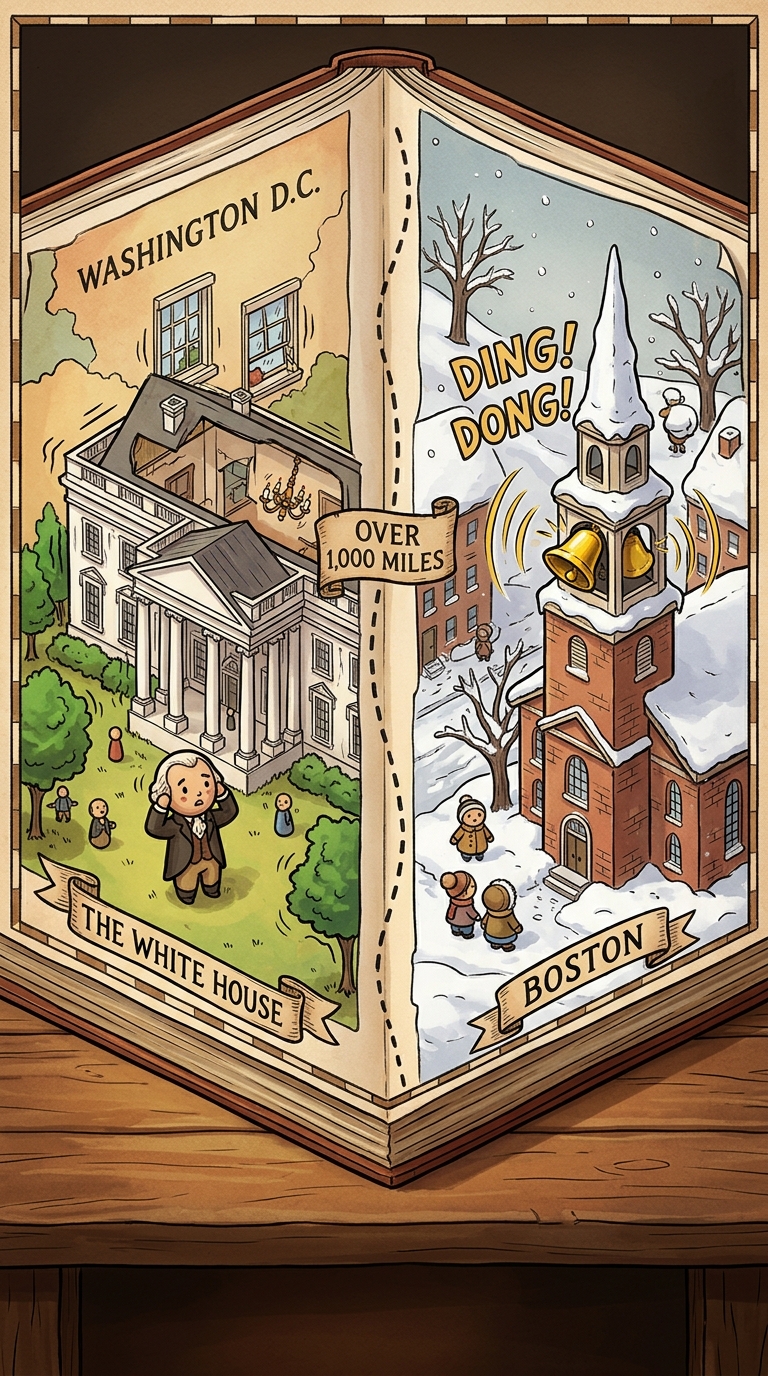 WASHINGTON D.C.
DING!
DONG!
OVER
1,000 MILES
THE WHITE HOUSE
BOSTON